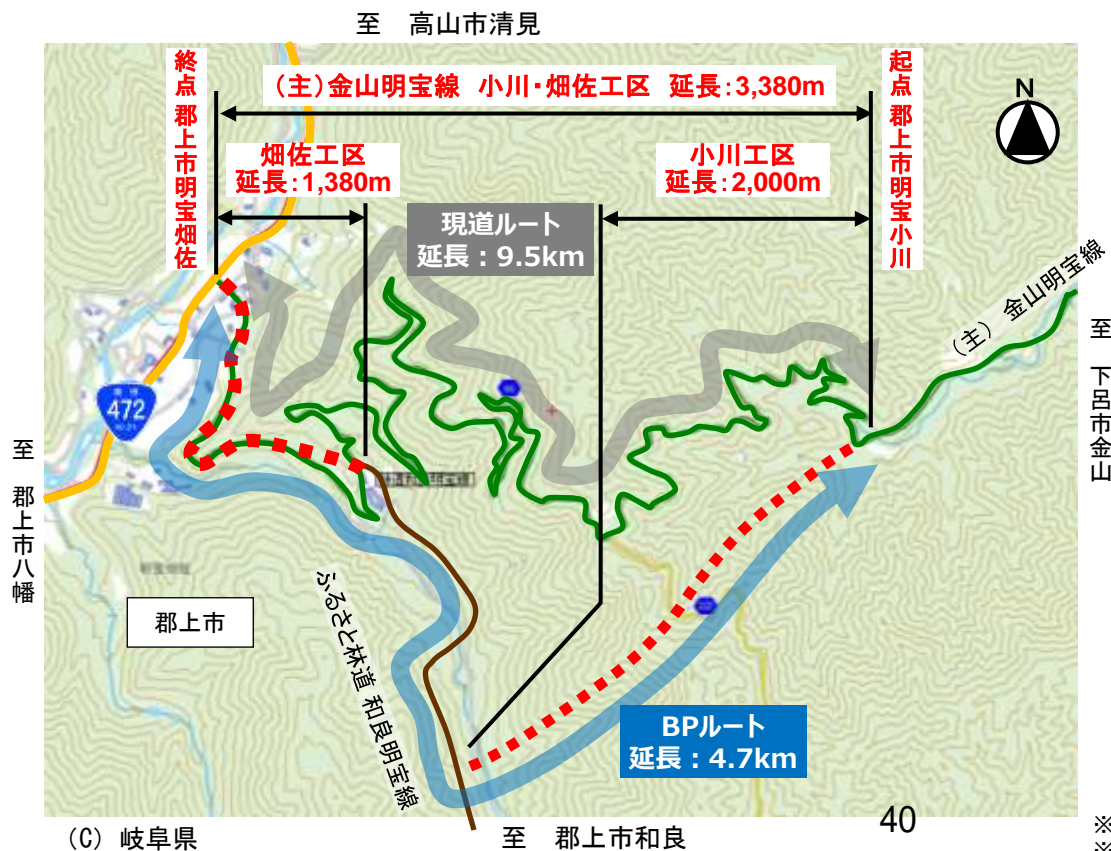 至 高山市清見
終点 郡上市明宝畑佐
(主)金山明宝線 小川・畑佐工区 延長:3,380m
起点 郡上市明宝小川
N
畑佐工区
延長:1,380m
小川工区
延長:2,000m
現道ルート
延長:9.5km
(主) 金山明宝線
至 下呂市金山
472
至 郡上市八幡
郡上市
ふるさと林道 和良明宝線
BPルート
延長:4.7km
(C) 岐阜県
至 郡上市和良
40
※
※